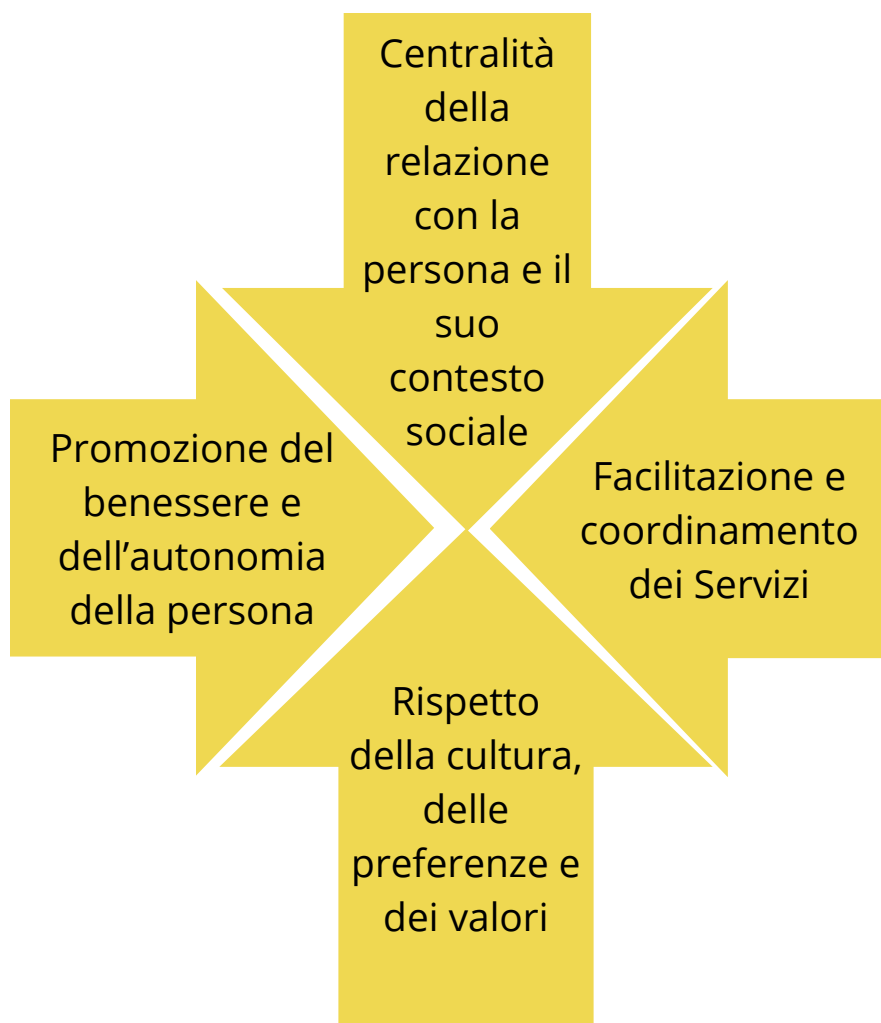 Centralità
della
relazione
con la
persona e il
suo
contesto
sociale
Promozione del
benessere e
dell’autonomia
della persona
Facilitazione e
coordinamento
dei Servizi
Rispetto
della cultura,
delle
preferenze e
dei valori